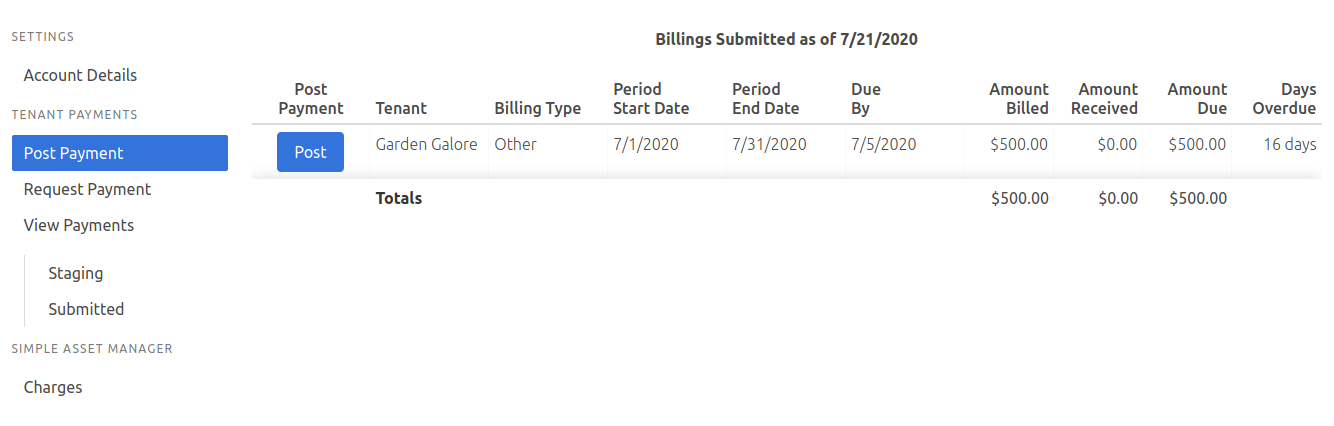 SETTINGS
Account Details
TENANT PAYMENTS
Post Payment
Request Payment
View Payments
Staging
Submitted
SIMPLE ASSET MANAGER
Charges
Billings Submitted as of 7/21/2020
Post Payment Tenant Billing Type Period Start Date Period End Date Due By Amount Billed Amount Received Amount Due Days Overdue
Post Garden Galore Other 7/1/2020 7/31/2020 7/5/2020 $500.00 $0.00 $500.00 16 days
Totals $500.00 $0.00 $500.00